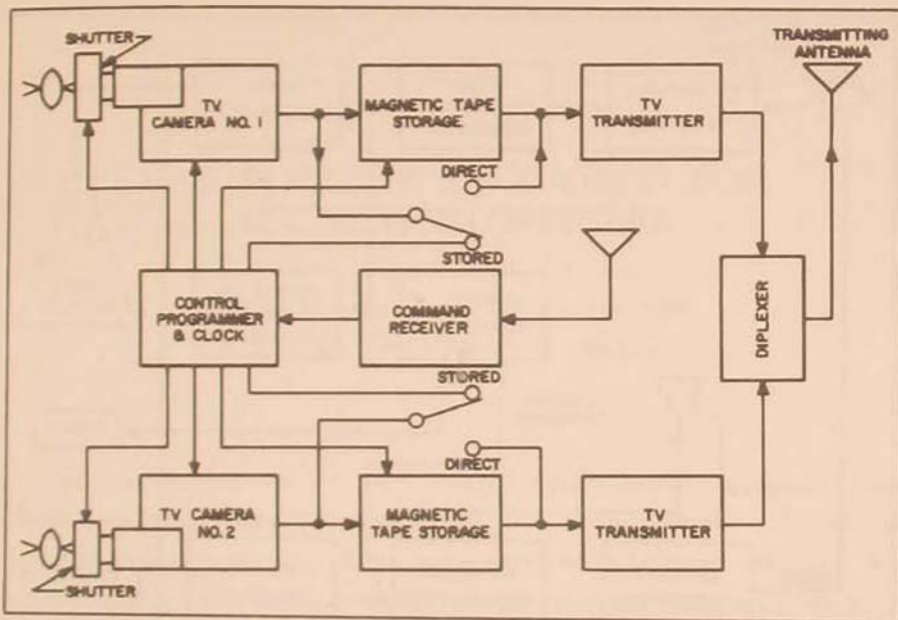 SHUTTER
TRANSMITTING
ANTENNA
TV
CAMERA NO. 1
MAGNETIC TAPE
STORAGE
TV
TRANSMITTER
DIRECT
STORED
CONTROL
PROGRAMMER
& CLOCK
COMMAND
RECEIVER
DIPLEXER
STORED
DIRECT
TV CAMERA
NO. 2
MAGNETIC
TAPE STORAGE
TV
TRANSMITTER
SHUTTER